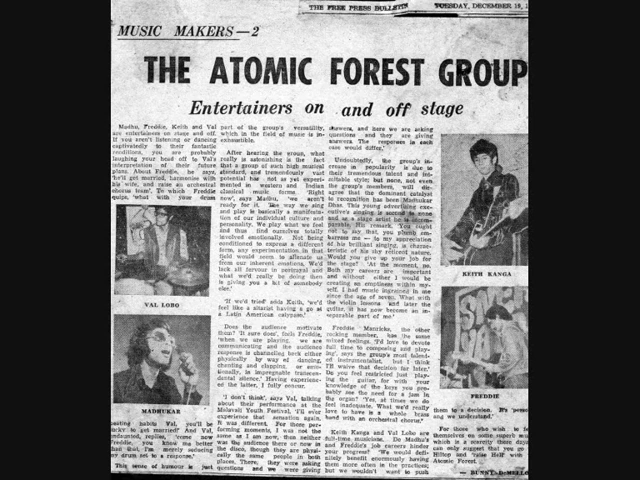 THE FREE PRESS BULLETIN
TUESDAY, DECEMBER 19, 1
MUSIC MAKERS—2
THE ATOMIC FOREST GROUP
Entertainers on and off stage
Madhu, Freddie, Keith and Val
are entertainers on stage and off.
If you aren't listening or dancing
captivatedly to their fantastic
renditions, you are probably
laughing your head off to Val's
interpretation of their future
plans. About Freddie, he says,
'he'll get married, harmonise with
his wife, and raise an orchestral
chorus team'. To which Freddie
quips, 'what with your drum
VAL LOBO
MADHUKAR
beating habits Val, you'll be
lucky to get married!' And Val,
undaunted, replies, 'come now
Freddie, you know me better
than that, I'm merely reducing
my drum set to a response.'
This sense of humour is just
part of the group's versatility,
which in the field of music is in-
exhaustible.
After hearing the group, what
really is astonishing is the fact
that a group of such high musical
standard, and tremendously vast
potential has not as yet experi-
mented in western and Indian
classical music forms. 'Right
now', says Madhu, 'we aren't
ready for it. The way we sing
and play is basically a manifesta-
tion of our individual culture and
personality. We play what we feel
and thus find ourselves totally
involved emotionally. Not being
conditioned to express a different
form, any experimentation in that
field would seem to alienate us
from our inherent emotions. We'd
lack all fervour in portrayal and
what we'd really be doing then
is giving you a bit of somebody
else.'
'If we'd tried' adds Keith, 'we'd
feel like a sitarist having a go at
a Latin American calypso.'
Does the audience motivate
them? 'It sure does', feels Freddie,
'when we are playing, we are
communicating and the audience
response is channeling back either
physically by way of dancing,
cheering and clapping, or emo-
tionally, in impregnable transcen-
dental silence.' Having experienc-
ed the latter, I fully concur.
'I don't think', says Val, talking
about their performance at the
Malavali Youth Festival, 'I'll ever
experience that sensation again.
It was different. For those per-
forming moments, I was not the
same as I am now, thus neither
was the audience there or now in
the disco, though they are physi-
cally the same people in both
places. There, they were asking
questions and we were giving
answers, and here we are asking
questions and they are giving
answers. The responses in each
case would differ.'
Undoubtedly, the group's in-
crease in popularity is due to
their tremendous talent and ini-
mitable style; but none, not even
the group's members, will dis-
agree that the dominant catalyst
to recognition has been Madhukar
Dhas. This young advertising exec-
utive's singing is second to none
and as a stage artist he is incom-
parable. His remark, 'You ought
not to say that, you plumb em-
barrass me — to my appreciation
of his brilliant singing, is charac-
teristic of his shy retired nature.
Would you give up your job for
the stage? 'At the moment, no.
Both my careers are important
and without either I would be
creating an emptiness within my-
self. I had music ingrained in me
since the age of seven. What with
the violin lessons and later the
guitar, it has now become an in-
separable part of me'.
Freddie Manricks, the other
working member, has the same
mixed feelings. 'I'd love to devote
full time to composing and play-
ing', says the group's most talent-
ed instrumentalist, 'but I think
I'll waive that decision for later.'
Do you feel restricted just play-
ing the guitar, for with your
knowledge of the keys you pro-
bably see the need for a jam in
the organ? 'Yes, at times we do
feel inadequate. What we'd really
love to have is a whole brass
band with an orchestral chorus.'
Keith Kanga and Val Lobo are
full-time musicians. Do Madhu's
and Freddie's job careers hinder
your progress? 'We would defi-
nitely benefit enormously having
them more often in the practices;
but we wouldn't want to push
KEITH KANGA
FREDDIE
them to a decision. It's
and we understand.'
For those who wish to
themselves on some superb
which is a rarity these days
can only suggest that you go
Hilltop and 'raise Hell' with
Atomic Forest.
— BUNNY D'MELLO